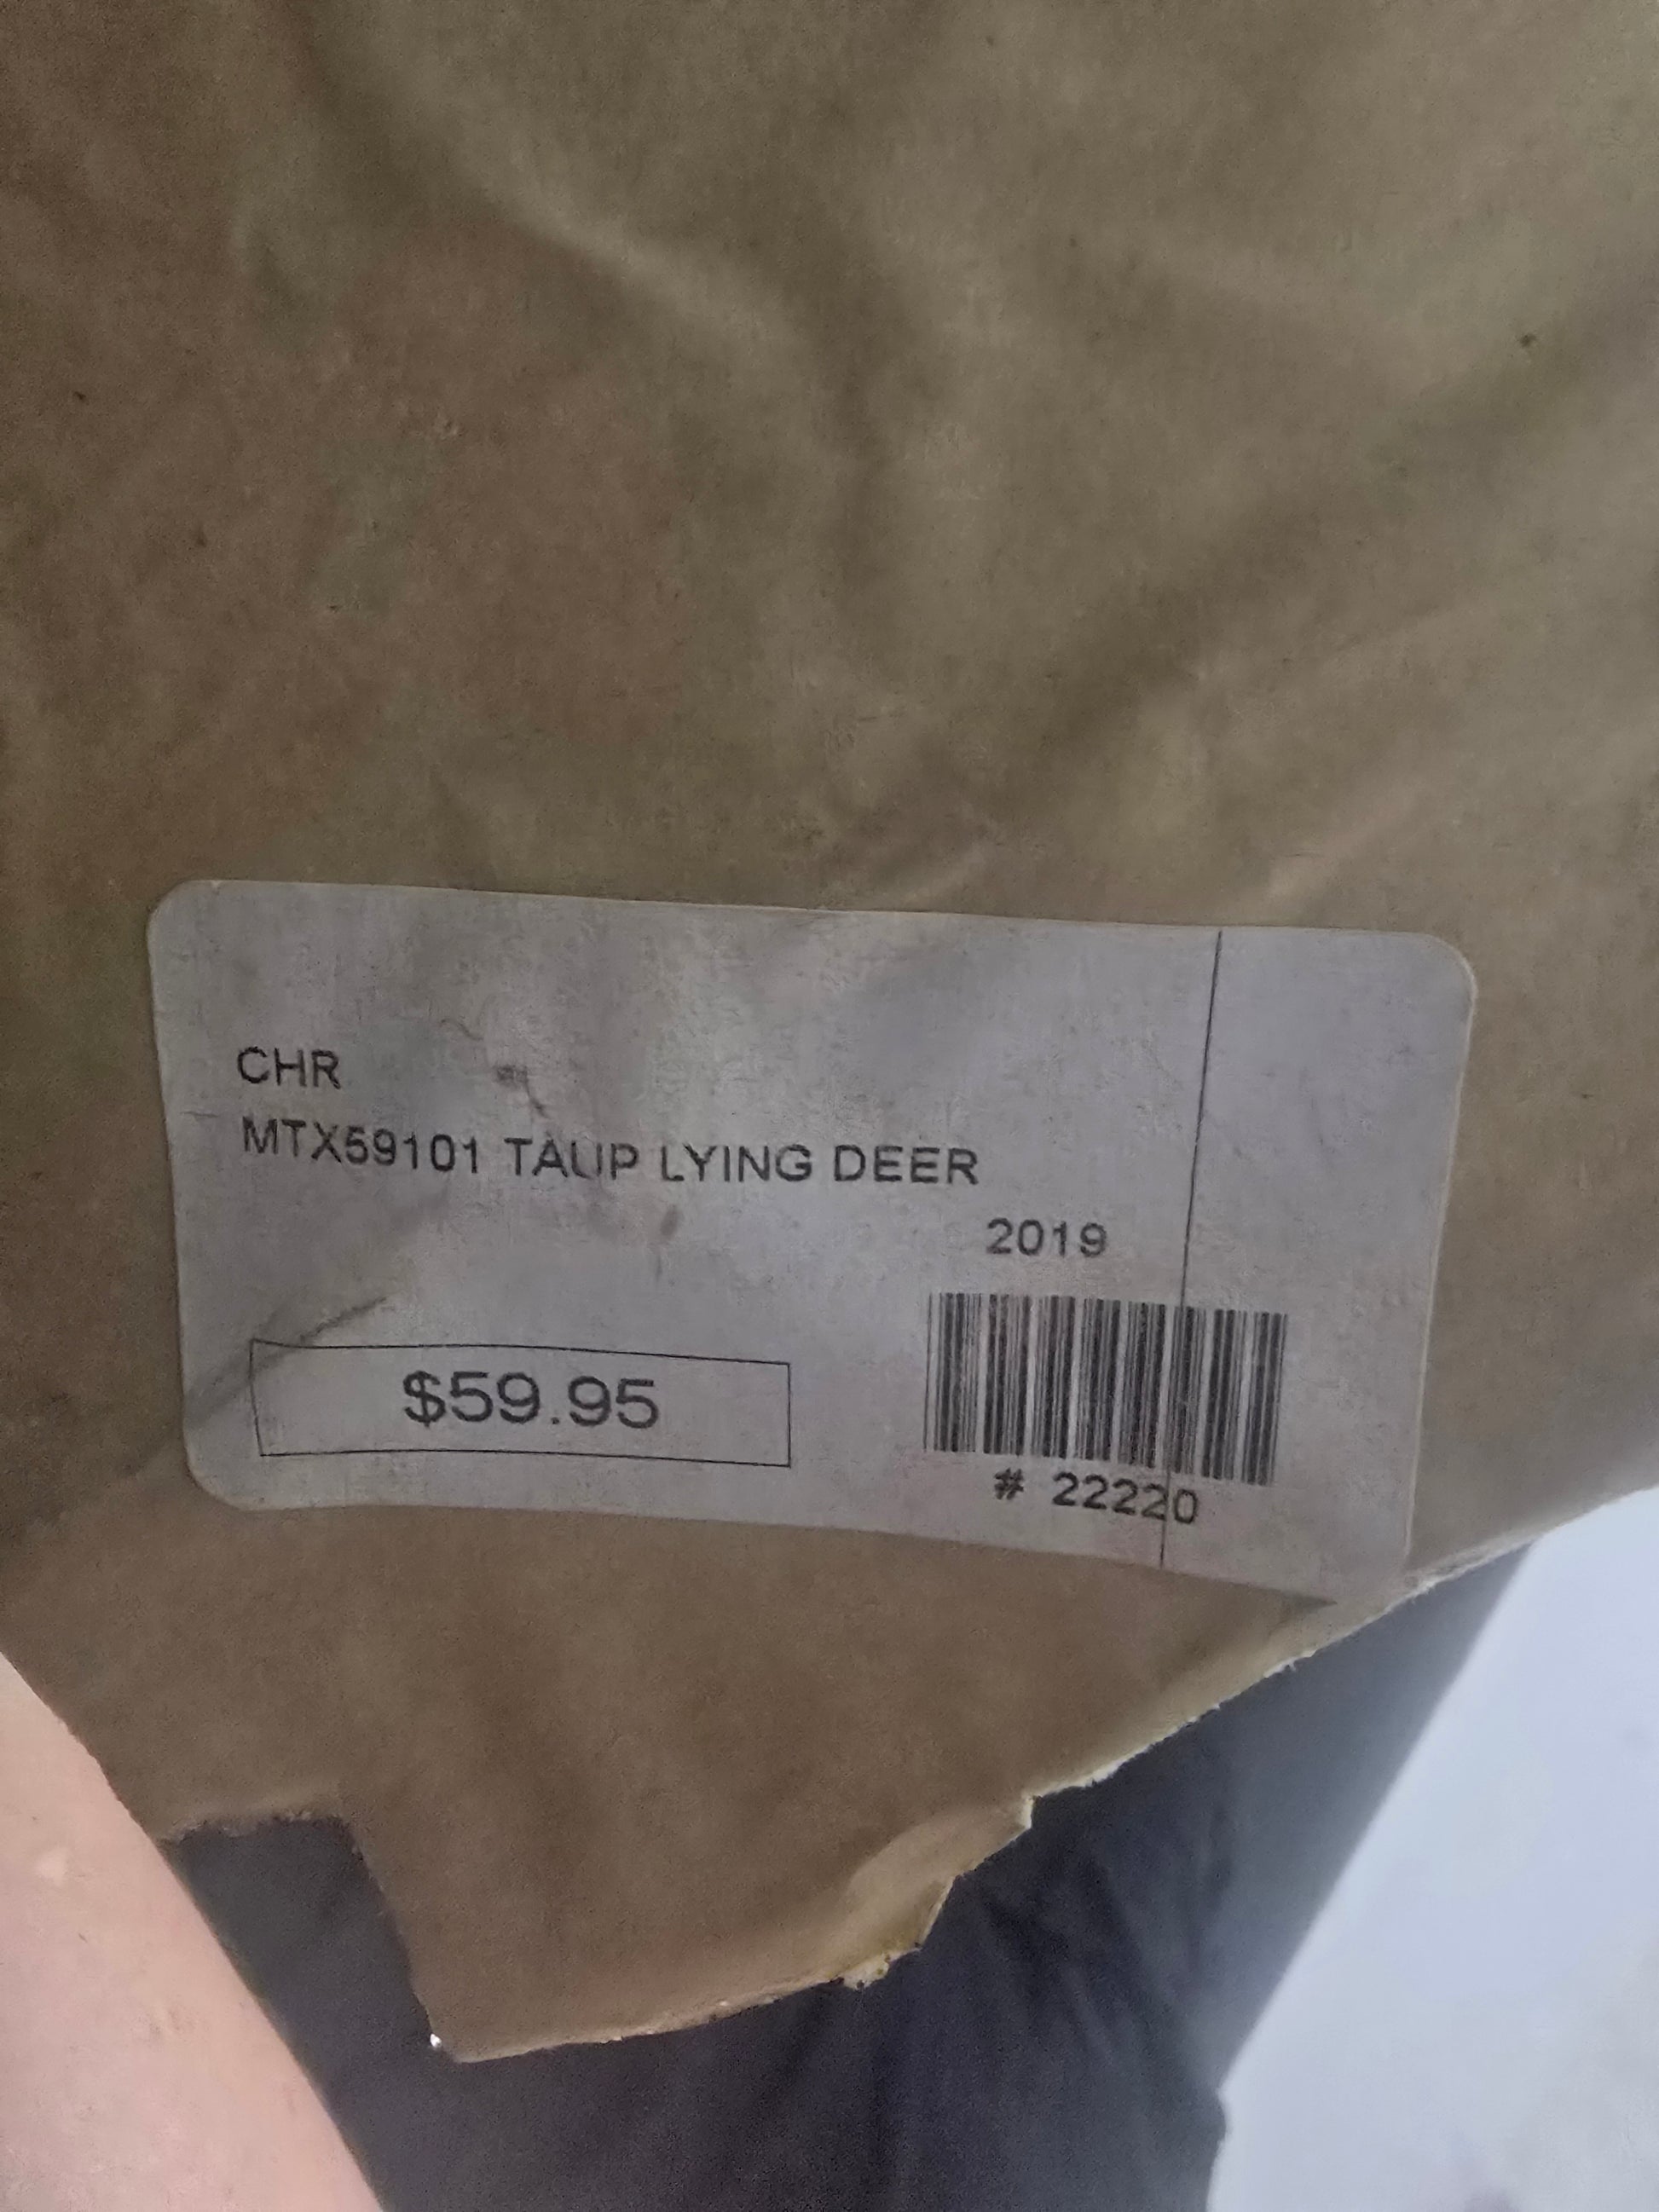 CHR
MTX59101 TAUP LYING DEER
2019
$59.95
# 22220